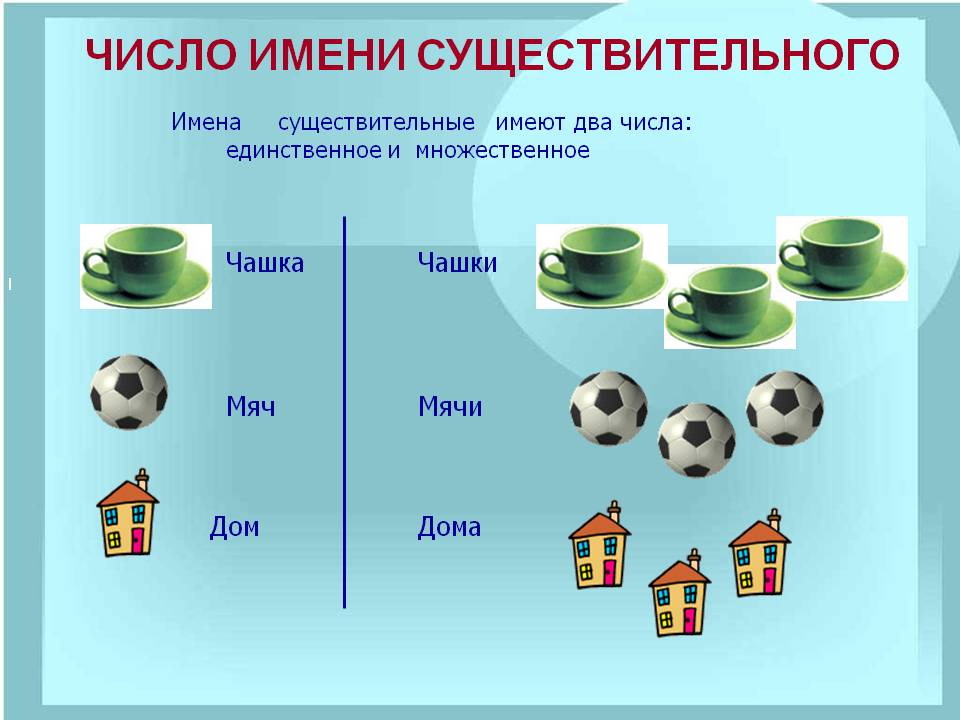 ЧИСЛО ИМЕНИ СУЩЕСТВИТЕЛЬНОГО
Имена существительные имеют два числа:
единственное и множественное
Чашка Чашки
Мяч Мячи
Дом Дома